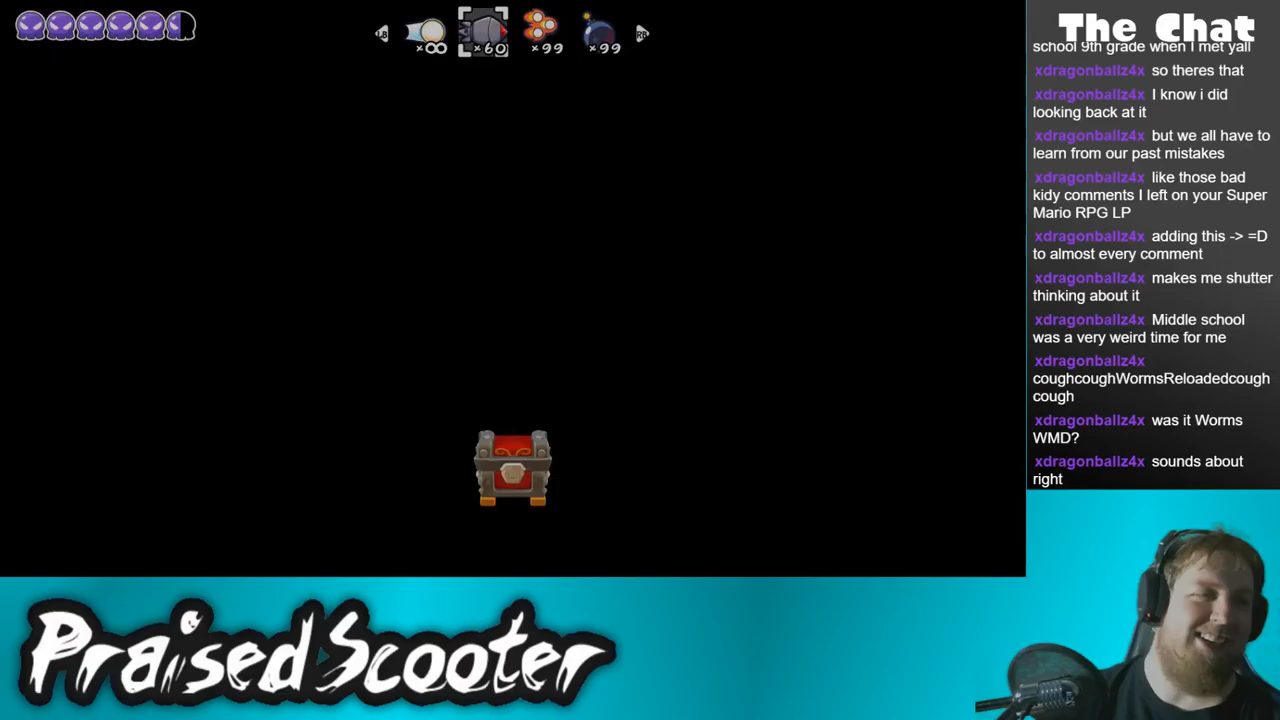 LB
×∞
×60
×99
×99
RB
The Chat
school 9th grade when I met yall
xdragonballz4x so theres that
xdragonballz4x I know i did
looking back at it
xdragonballz4x but we all have to
learn from our past mistakes
xdragonballz4x like those bad
kidy comments I left on your Super
Mario RPG LP
xdragonballz4x adding this -> =D
to almost every comment
xdragonballz4x makes me shutter
thinking about it
xdragonballz4x Middle school
was a very weird time for me
xdragonballz4x
coughcoughWormsReloadedcough
cough
xdragonballz4x was it Worms
WMD?
xdragonballz4x sounds about
right
Praised Scooter